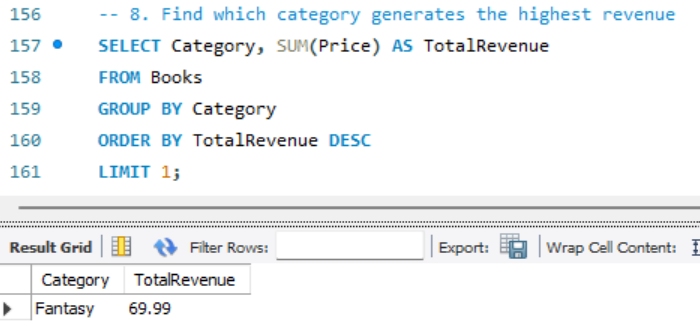 156 -- 8. Find which category generates the highest revenue
157 SELECT Category, SUM(Price) AS TotalRevenue
158 FROM Books
159 GROUP BY Category
160 ORDER BY TotalRevenue DESC
161 LIMIT 1;
Result Grid Filter Rows: Export: Wrap Cell Content:
Category TotalRevenue
Fantasy 69.99